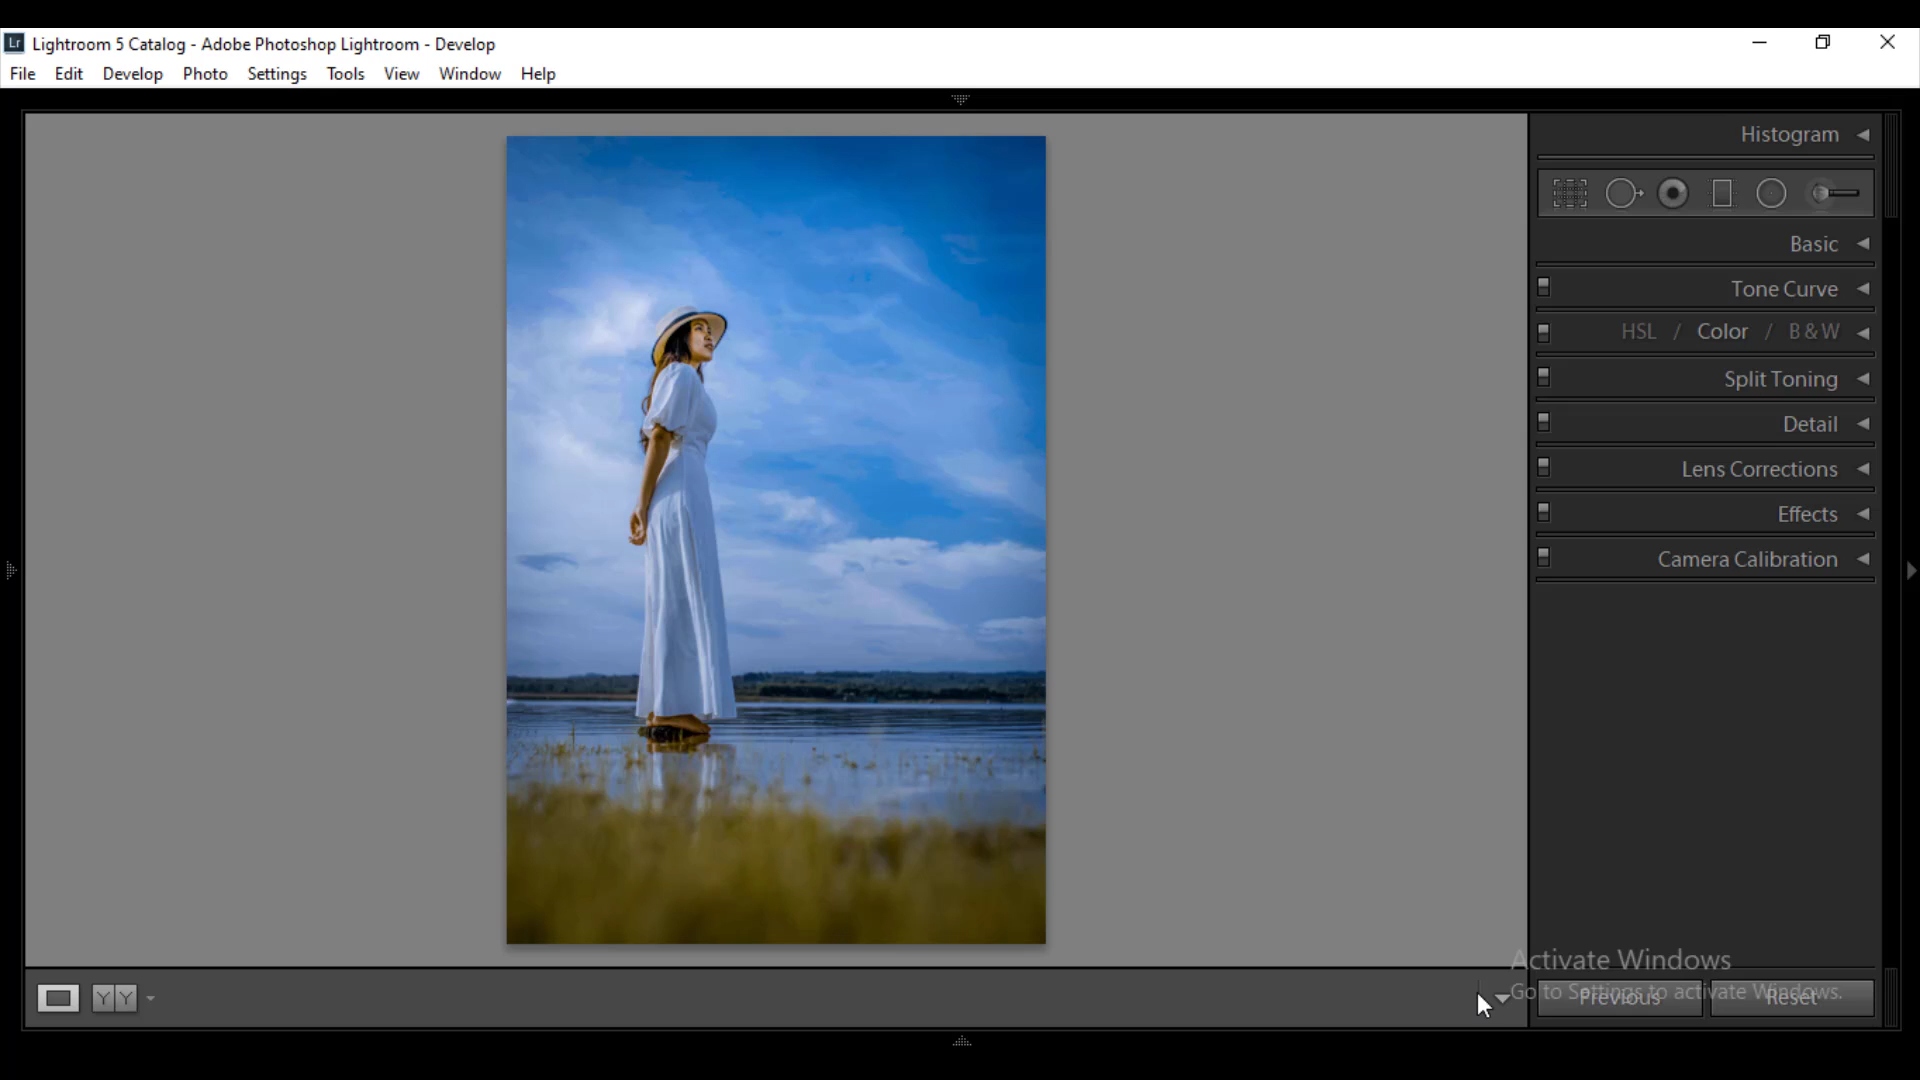 Lr Lightroom 5 Catalog - Adobe Photoshop Lightroom - Develop
File Edit Develop Photo Settings Tools View Window Help
Histogram
Basic
Tone Curve
HSL / Color / B & W
Split Toning
Detail
Lens Corrections
Effects
Camera Calibration
Activate Windows
Go to Settings to activate Windows.
Y Y
Previous Reset